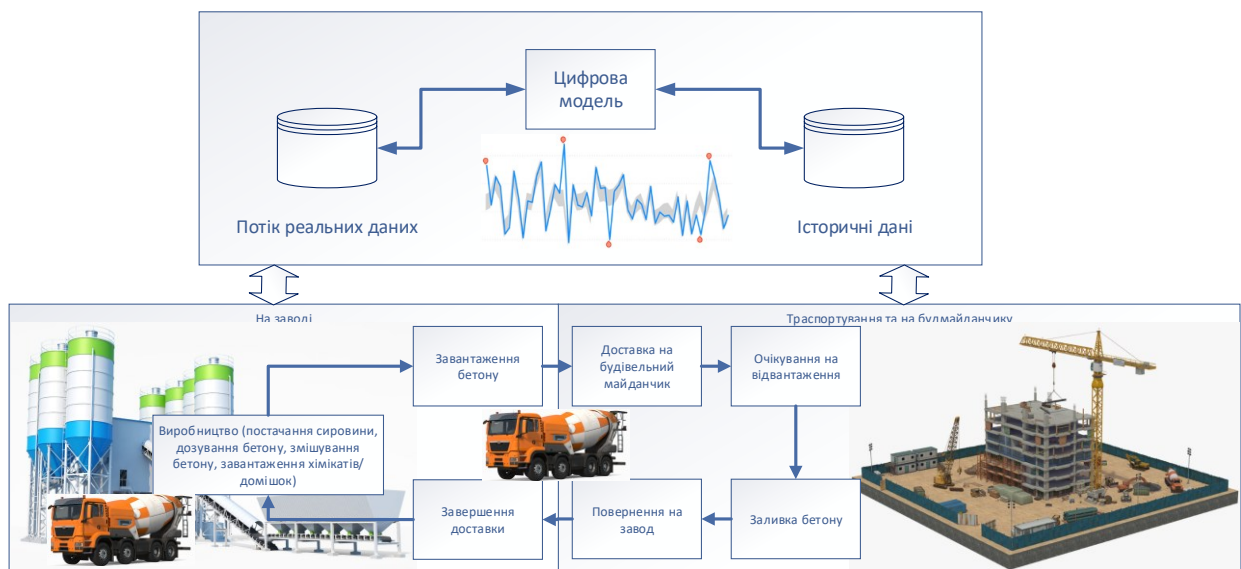 Цифрова
модель
Потік реальних даних
Історичні дані
На заводі
Траспортування та на будмайданчику
Завантаження
бетону
Доставка на
будівельний
майданчик
Очікування на
відвантаження
Виробництво (постачання сировини,
дозування бетону, змішування
бетону, завантаження хімікатів/
домішок)
Завершення
доставки
Повернення на
завод
Заливка бетону